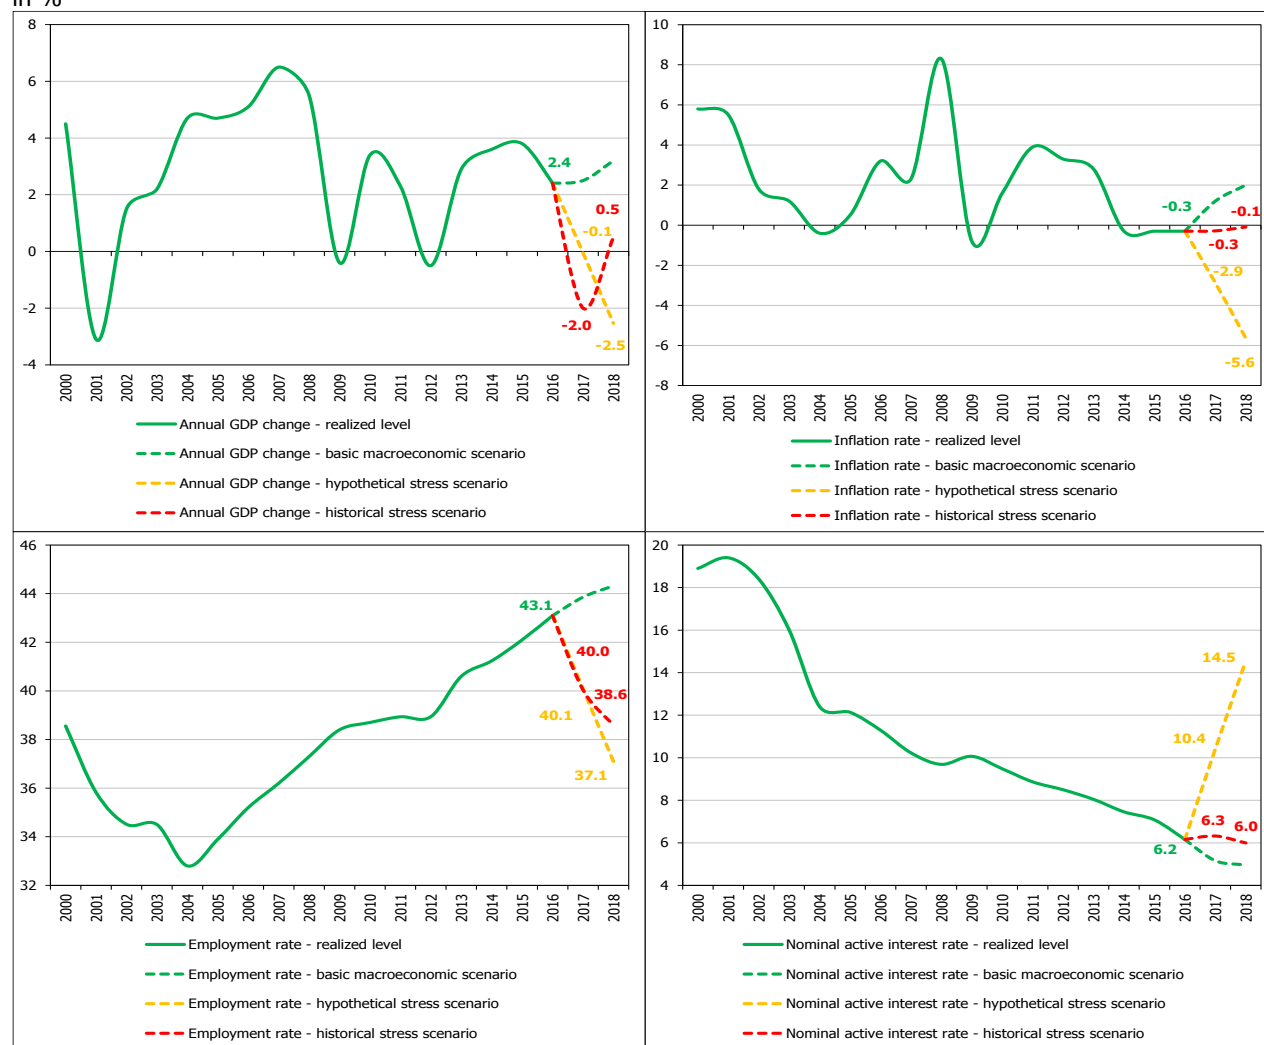 in %
8
6
4
2
0
-2
-4
2.4
0.5
-0.1
-2.0
-2.5
2000 2001 2002 2003 2004 2005 2006 2007 2008 2009 2010 2011 2012 2013 2014 2015 2016 2017 2018
Annual GDP change - realized level
Annual GDP change - basic macroeconomic scenario
Annual GDP change - hypothetical stress scenario
Annual GDP change - historical stress scenario
10
8
6
4
2
0
-2
-4
-6
-8
-0.3
-0.1
-0.3
-2.9
-5.6
2000 2001 2002 2003 2004 2005 2006 2007 2008 2009 2010 2011 2012 2013 2014 2015 2016 2017 2018
Inflation rate - realized level
Inflation rate - basic macroeconomic scenario
Inflation rate - hypothetical stress scenario
Inflation rate - historical stress scenario
46
44
42
40
38
36
34
32
43.1
40.0
38.6
40.1
37.1
2000 2001 2002 2003 2004 2005 2006 2007 2008 2009 2010 2011 2012 2013 2014 2015 2016 2017 2018
Employment rate - realized level
Employment rate - basic macroeconomic scenario
Employment rate - hypothetical stress scenario
Employment rate - historical stress scenario
20
18
16
14
12
10
8
6
4
14.5
10.4
6.3
6.0
6.2
2000 2001 2002 2003 2004 2005 2006 2007 2008 2009 2010 2011 2012 2013 2014 2015 2016 2017 2018
Nominal active interest rate - realized level
Nominal active interest rate - basic macroeconomic scenario
Nominal active interest rate - hypothetical stress scenario
Nominal active interest rate - historical stress scenario